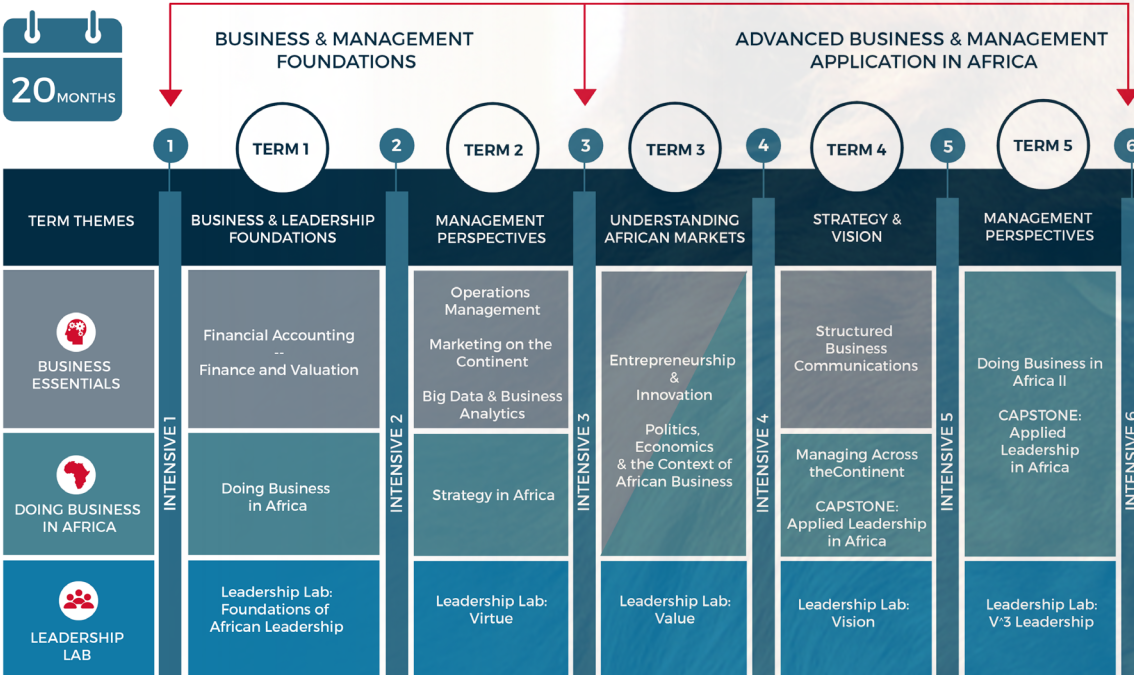 20 MONTHS
BUSINESS & MANAGEMENT
FOUNDATIONS
ADVANCED BUSINESS & MANAGEMENT
APPLICATION IN AFRICA
1
TERM 1
2
TERM 2
3
TERM 3
4
TERM 4
5
TERM 5
6
TERM THEMES
BUSINESS & LEADERSHIP
FOUNDATIONS
MANAGEMENT
PERSPECTIVES
UNDERSTANDING
AFRICAN MARKETS
STRATEGY &
VISION
MANAGEMENT
PERSPECTIVES
BUSINESS
ESSENTIALS
Financial Accounting
--
Finance and Valuation
Operations
Management
Marketing on the
Continent
Big Data & Business
Analytics
Entrepreneurship
&
Innovation
Politics,
Economics
& the Context of
African Business
Structured
Business
Communications
Doing Business in
Africa II
CAPSTONE:
Applied
Leadership
in Africa
DOING BUSINESS
IN AFRICA
Doing Business
in Africa
Strategy in Africa
Managing Across
theContinent
CAPSTONE:
Applied Leadership
in Africa
LEADERSHIP
LAB
Leadership Lab:
Foundations of
African Leadership
Leadership Lab:
Virtue
Leadership Lab:
Value
Leadership Lab:
Vision
Leadership Lab:
V^3 Leadership
INTENSIVE 1
INTENSIVE 2
INTENSIVE 3
INTENSIVE 4
INTENSIVE 5
INTENSIVE 6